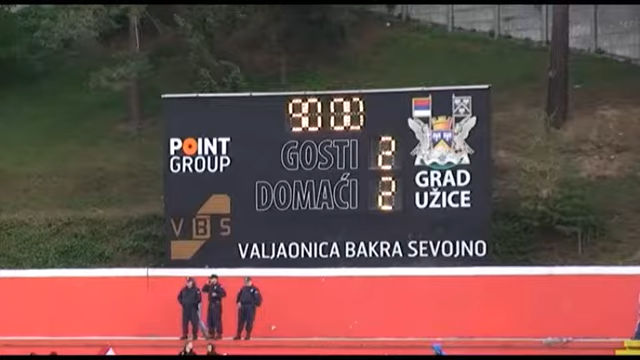 90 00
POINT
GROUP
GOSTI 2
DOMAĆI 2
GRAD
UŽICE
VBS
VALJAONICA BAKRA SEVOJNO